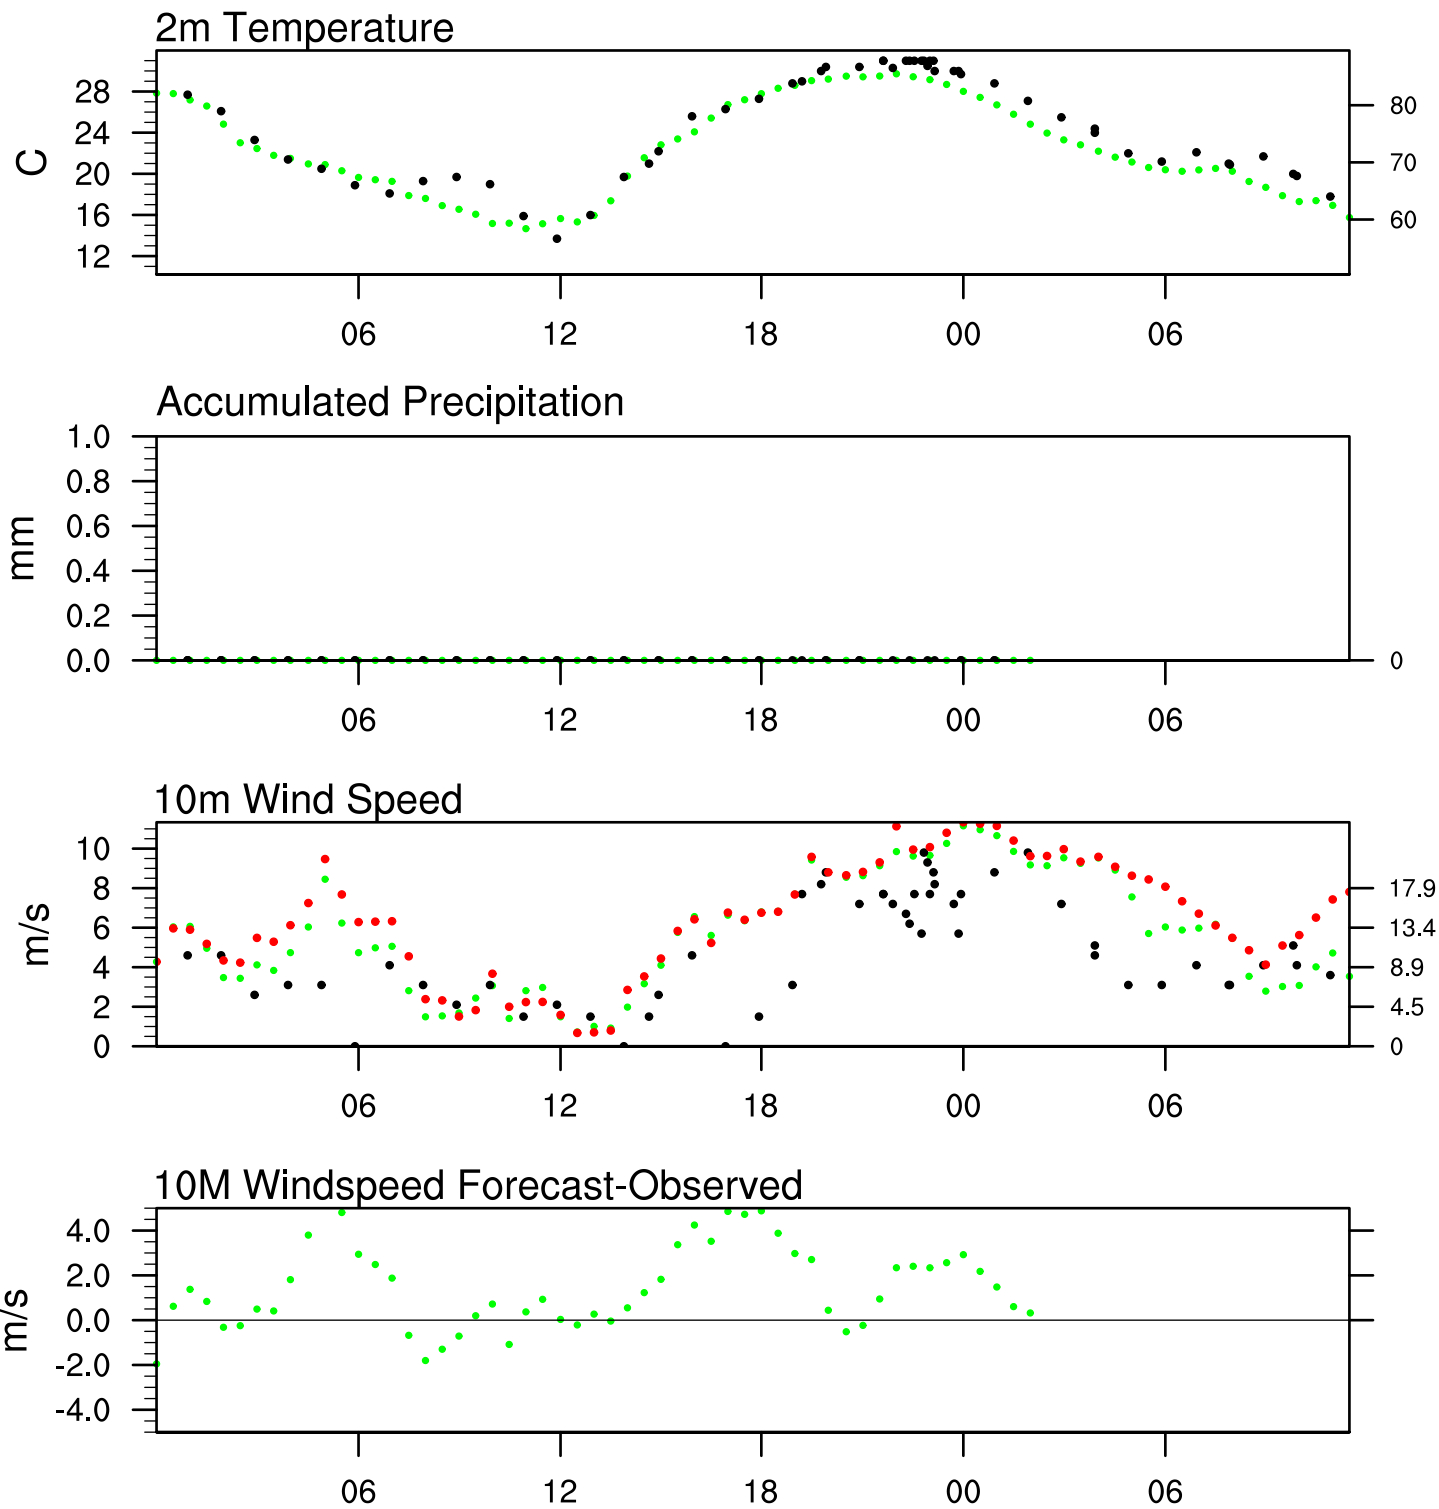 2m Temperature
28
24
20
16
12
C
80
70
60
06 12 18 00 06
Accumulated Precipitation
1.0
0.8
0.6
0.4
0.2
0.0
mm
0
06 12 18 00 06
10m Wind Speed
10
8
6
4
2
0
m/s
17.9
13.4
8.9
4.5
0
06 12 18 00 06
10M Windspeed Forecast-Observed
4.0
2.0
0.0
-2.0
-4.0
m/s
06 12 18 00 06